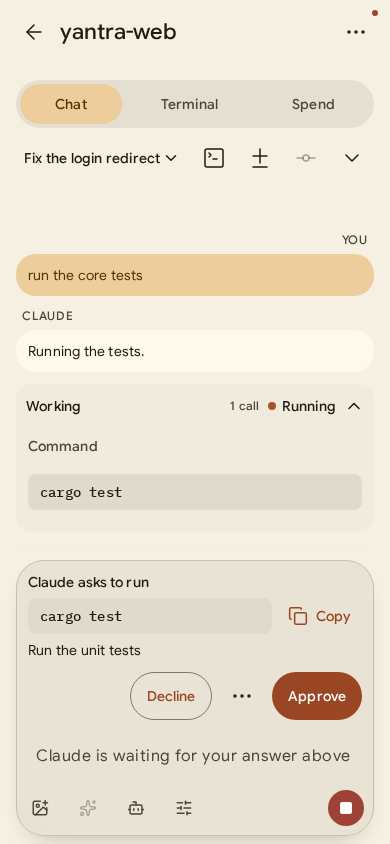 yantra-web
Chat
Terminal
Spend
Fix the login redirect
YOU
run the core tests
CLAUDE
Running the tests.
Working
1 call
Running
Command
cargo test
Claude asks to run
cargo test
Copy
Run the unit tests
Decline
Approve
Claude is waiting for your answer above